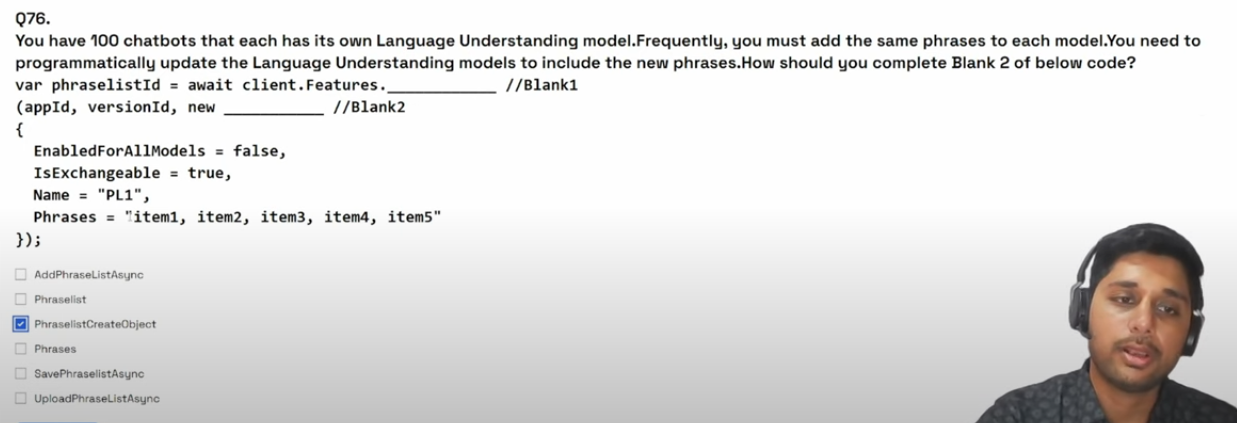 Q76.
You have 100 chatbots that each has its own Language Understanding model.Frequently, you must add the same phrases to each model.You need to
programmatically update the Language Understanding models to include the new phrases.How should you complete Blank 2 of below code?
var phraselistId = await client.Features.____________ //Blank1
(appId, versionId, new ___________ //Blank2
{
EnabledForAllModels = false,
IsExchangeable = true,
Name = "PL1",
Phrases = "item1, item2, item3, item4, item5"
});
AddPhraseListAsync
Phraselist
PhraselistCreateObject
Phrases
SavePhraselistAsync
UploadPhraseListAsync